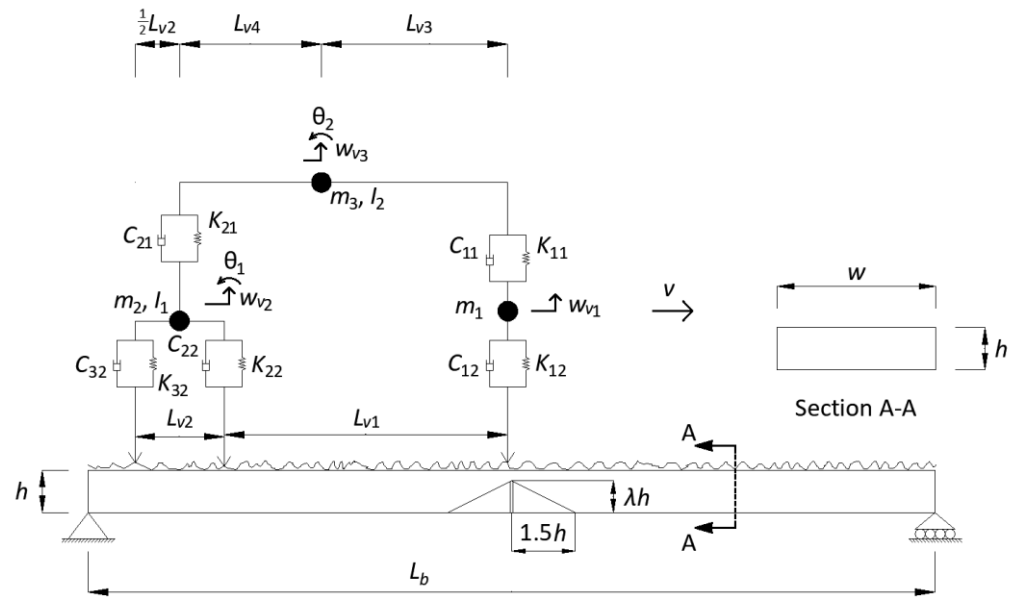 ½Lv2 Lv4 Lv3
θ2
wv3
m3, I2
C21 K21
C11 K11
θ1
wv2
m2, I1
m1 wv1
v
w
h
C32 K32 C22 K22
C12 K12
Section A-A
Lv2 Lv1
A
h
λh
1.5h
A
Lb